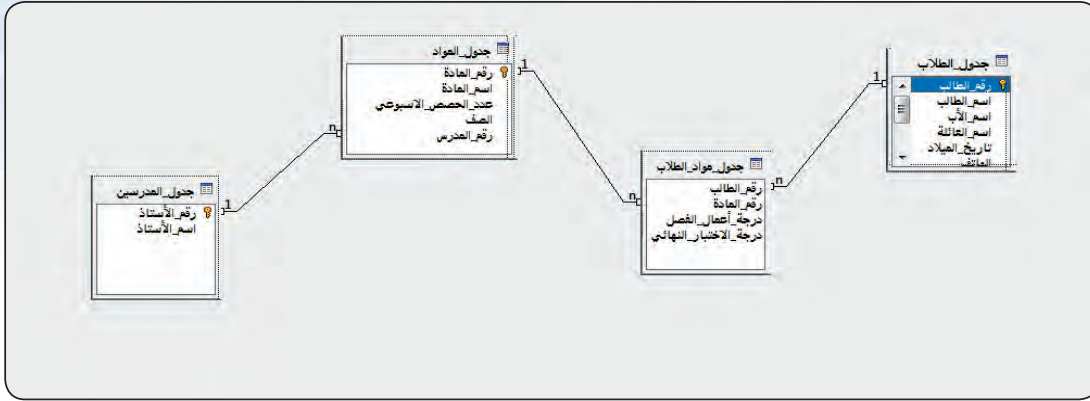 جدول_الطلاب
رقم_الطالب
اسم_الطالب
اسم_الأب
اسم_العائلة
تاريخ_الميلاد
الهاتف
1
n
جدول_مواد_الطلاب
رقم_الطالب
رقم_المادة
درجة_أعمال_الفصل
درجة_الاختبار_النهائي
n
1
جدول_المواد
رقم_المادة
اسم_المادة
عدد_الحصص_الاسبوعي
الصف
رقم_المدرس
n
1
جدول_المدرسين
رقم_الأستاذ
اسم_الأستاذ